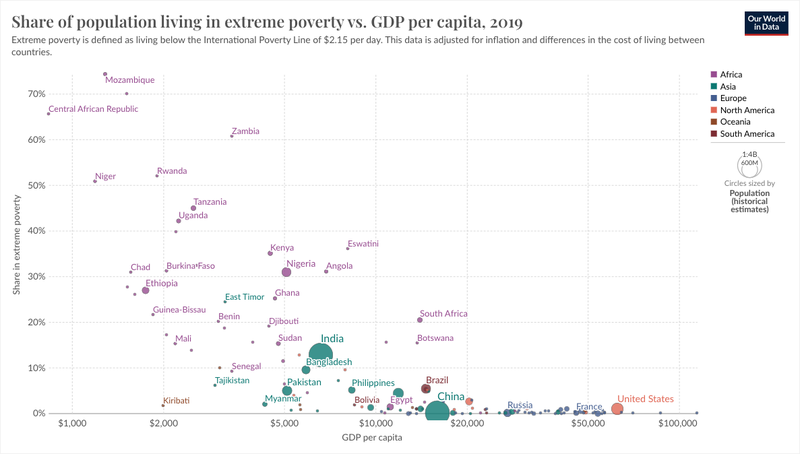 Share of population living in extreme poverty vs. GDP per capita, 2019
Our World
in Data
Extreme poverty is defined as living below the International Poverty Line of $2.15 per day. This data is adjusted for inflation and differences in the cost of living between
countries.
Africa
Asia
Europe
North America
Oceania
South America
1.4B
600M
Circles sized by
Population
(historical
estimates)
Share in extreme poverty
70%
60%
50%
40%
30%
20%
10%
0%
Mozambique
Central African Republic
Zambia
Rwanda
Niger
Tanzania
Uganda
Kenya
Eswatini
Chad
Burkina Faso
Nigeria
Angola
Ethiopia
East Timor
Ghana
Guinea-Bissau
Benin
Djibouti
South Africa
Mali
Sudan
India
Botswana
Bangladesh
Senegal
Tajikistan
Pakistan
Philippines
Brazil
Kiribati
Myanmar
Bolivia
Egypt
China
Russia
France
United States
$1,000
$2,000
$5,000
$10,000
$20,000
$50,000
$100,000
GDP per capita